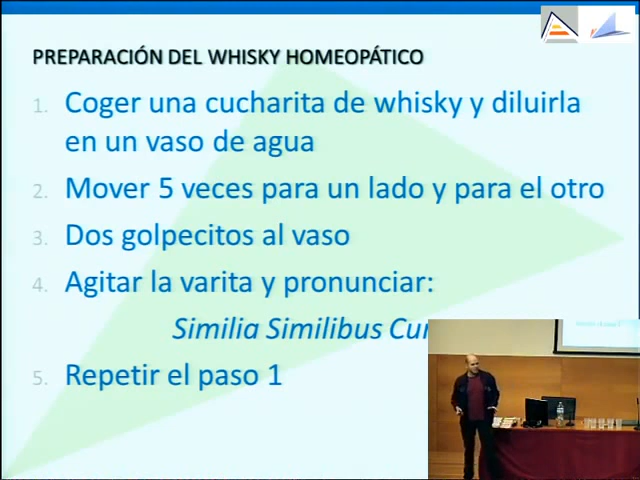 PREPARACIÓN DEL WHISKY HOMEOPÁTICO
1. Coger una cucharita de whisky y diluirla
en un vaso de agua
2. Mover 5 veces para un lado y para el otro
3. Dos golpecitos al vaso
4. Agitar la varita y pronunciar:
Similia Similibus
5. Repetir el paso 1